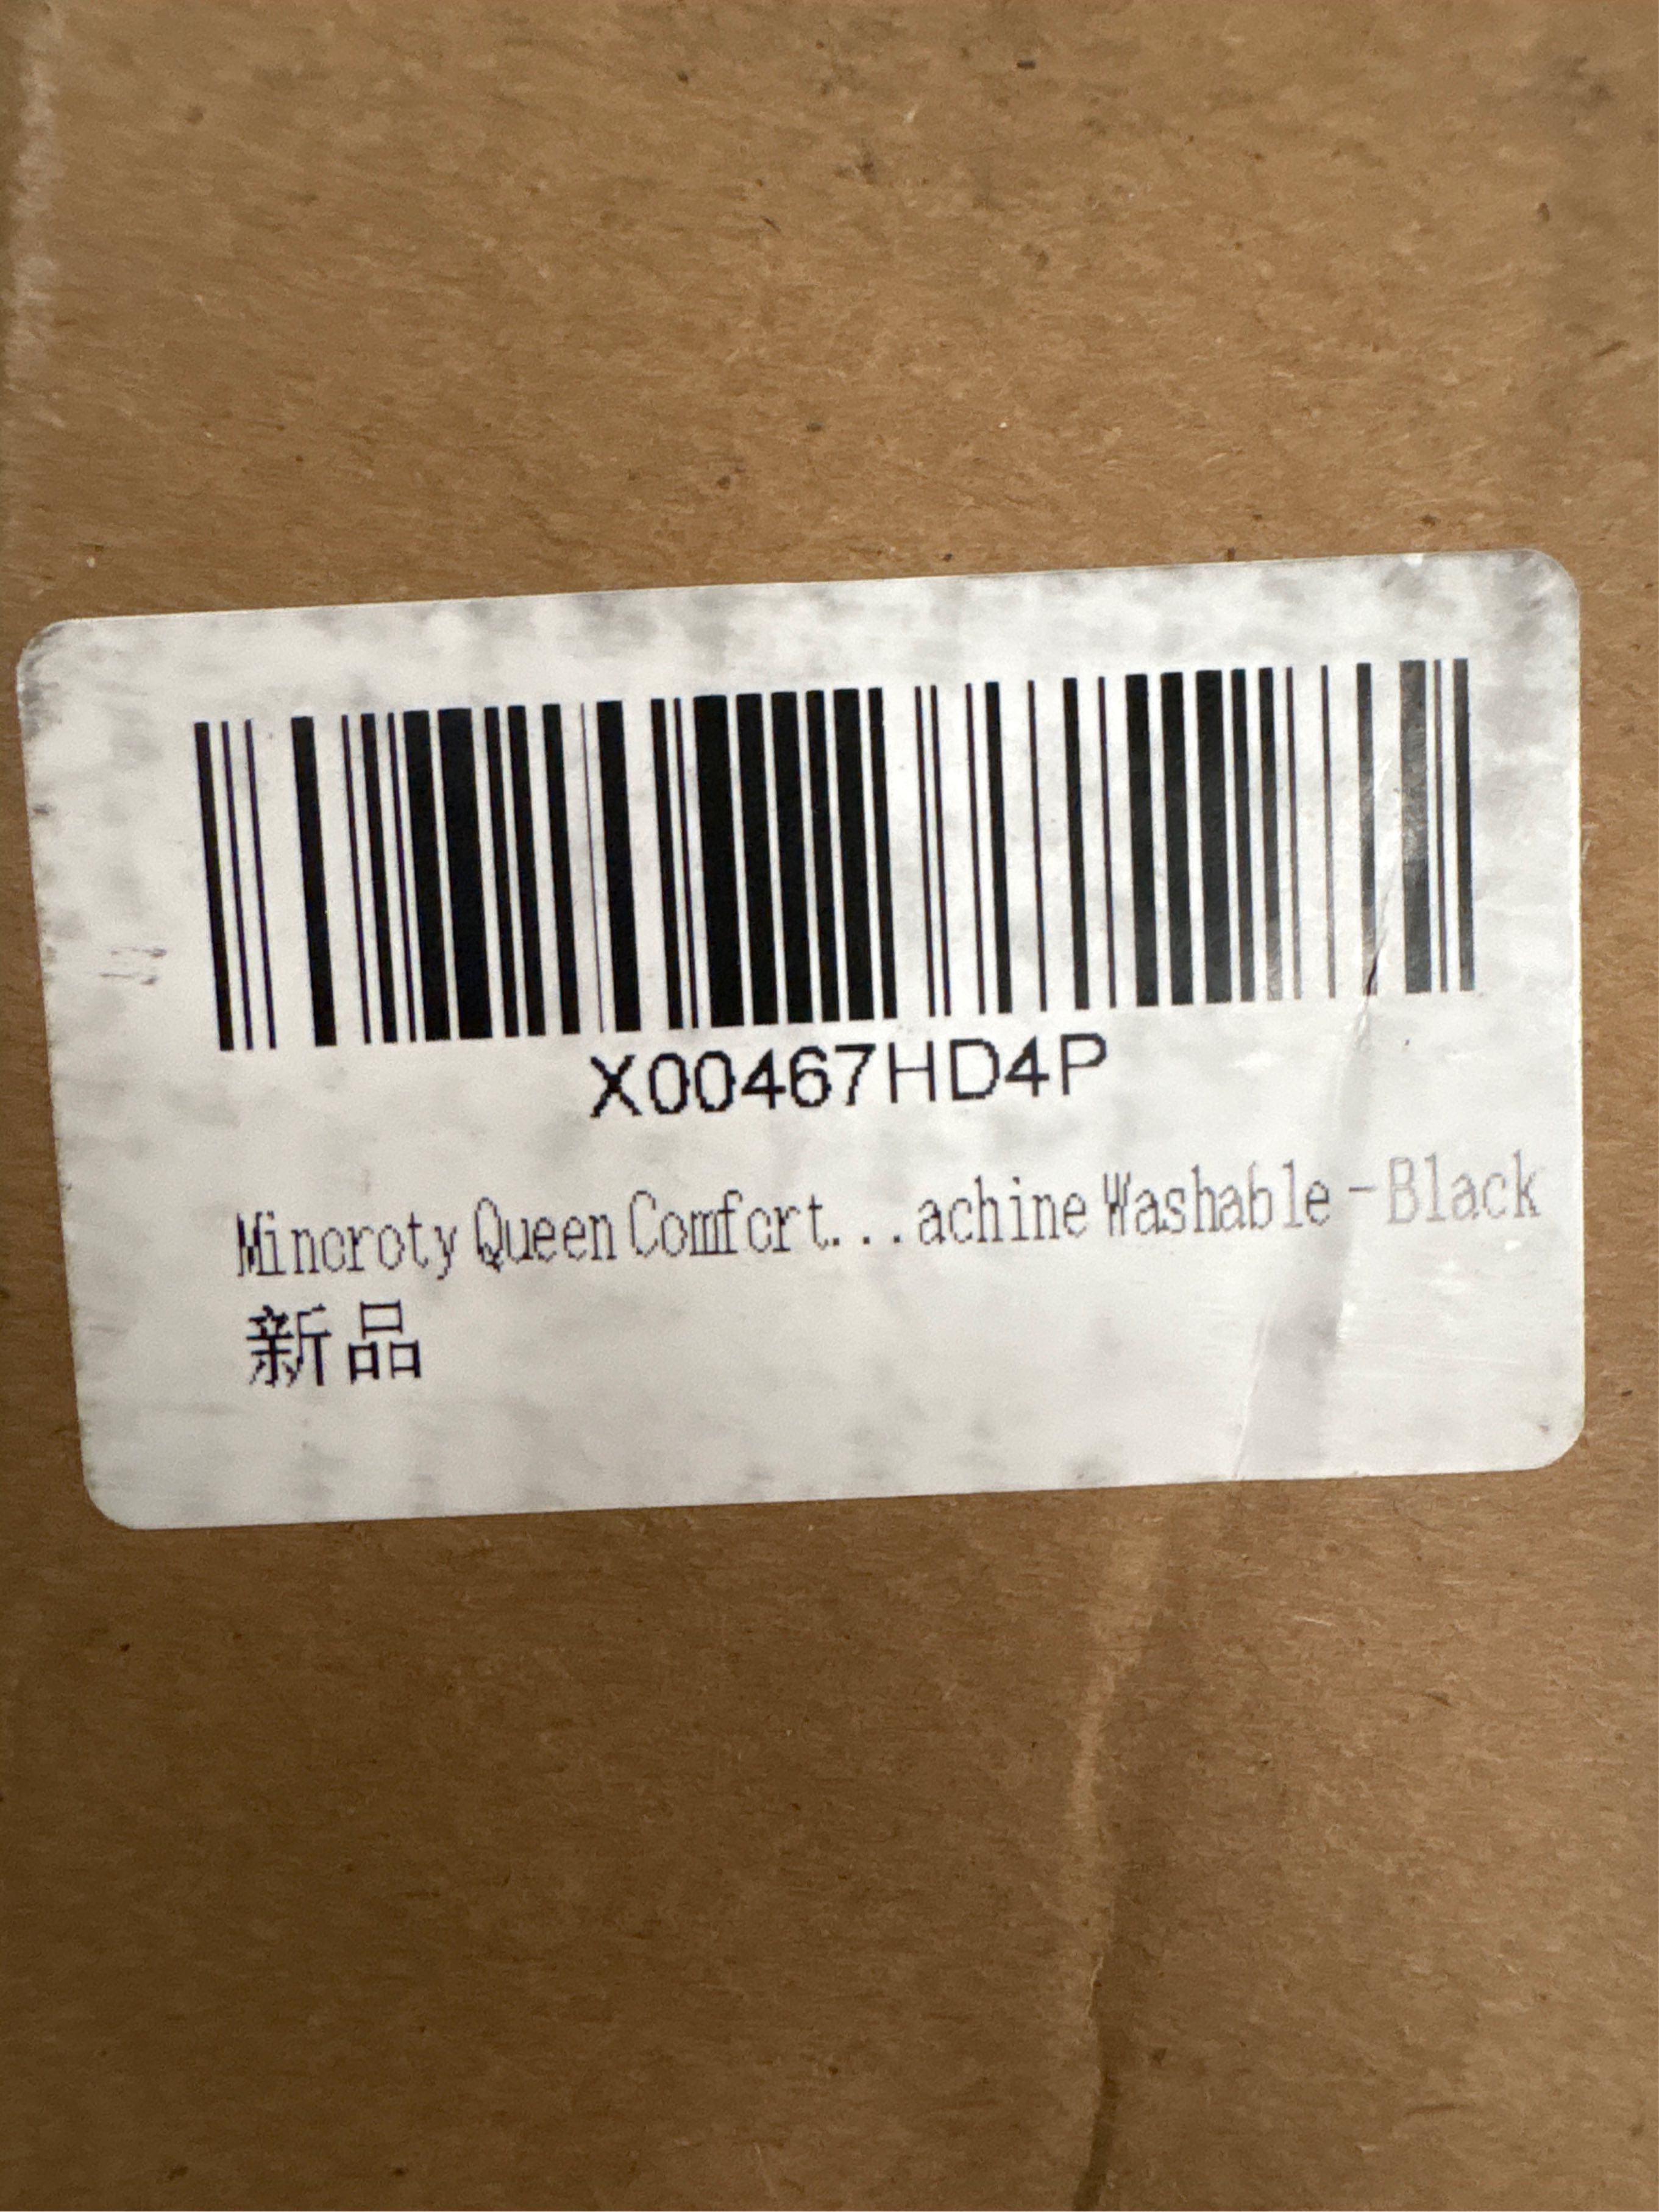 X00467HD4P
Mincroty Queen Comfort...achine Washable - Black
新品